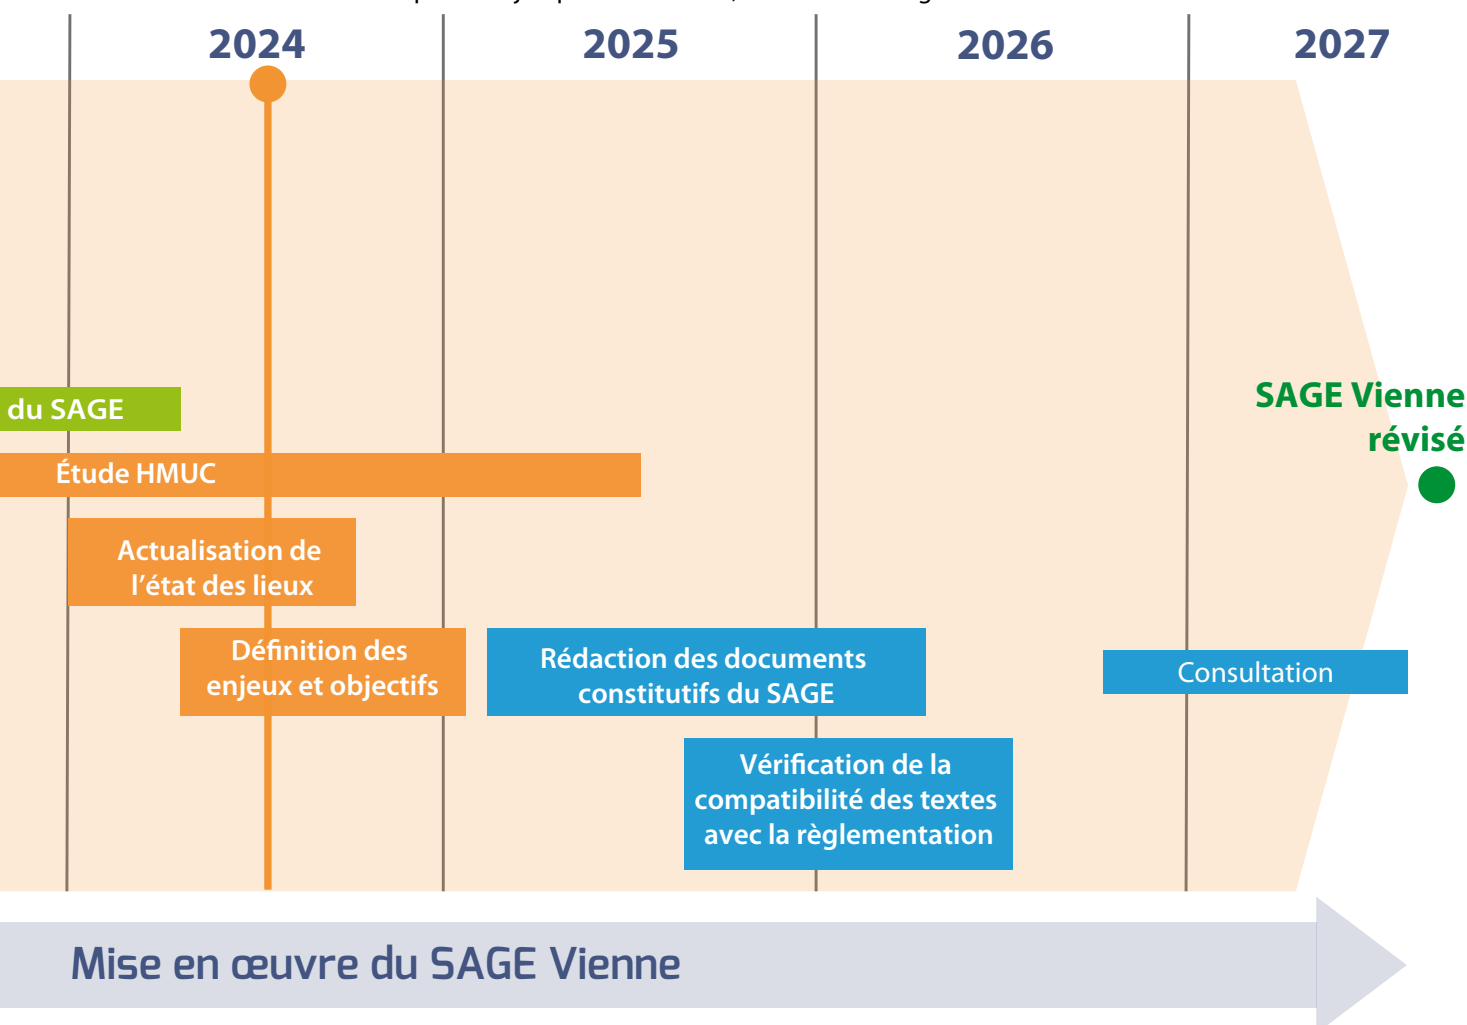 2024 2025 2026 2027
du SAGE
SAGE Vienne
révisé
Étude HMUC
Actualisation de
l'état des lieux
Définition des
enjeux et objectifs
Rédaction des documents
constitutifs du SAGE
Consultation
Vérification de la
compatibilité des textes
avec la règlementation
Mise en œuvre du SAGE Vienne